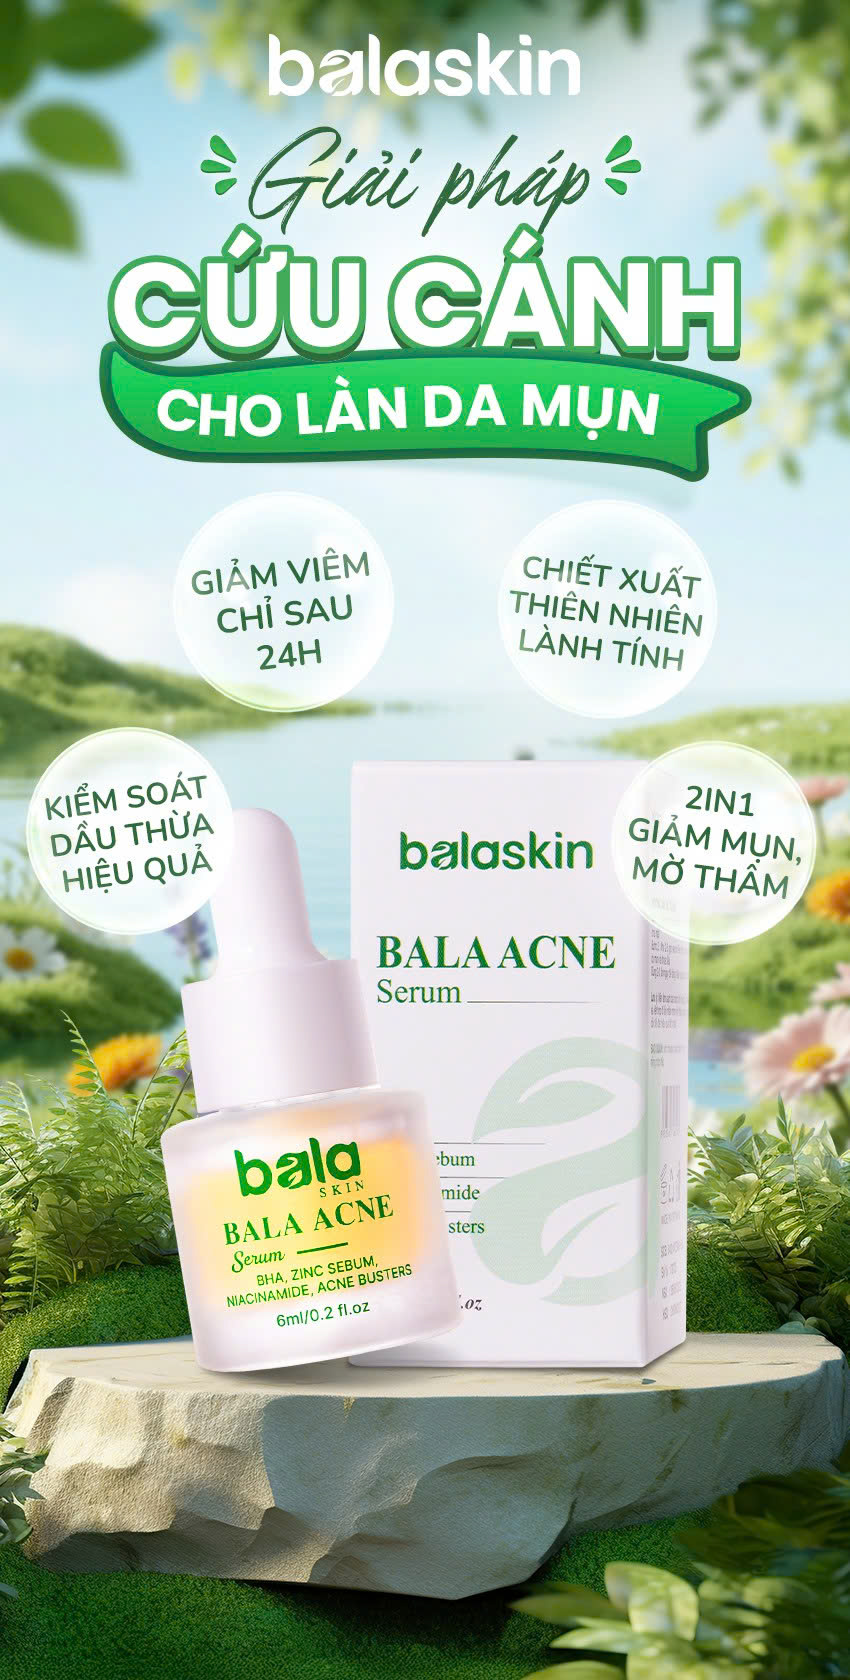 balaskin
Giải pháp
CỨU CÁNH
CHO LÀN DA MỤN
GIẢM VIÊM
CHỈ SAU
24H
CHIẾT XUẤT
THIÊN NHIÊN
LÀNH TÍNH
KIỂM SOÁT
DẦU THỪA
HIỆU QUẢ
2IN1
GIẢM MỤN,
MỜ THÂM
balaskin
BALA ACNE
Serum
bala
SKIN
BALA ACNE
Serum
BHA, ZINC SEBUM,
NIACINAMIDE, ACNE BUSTERS
6ml/0.2 fl.oz
ebum
mide
sters
.oz